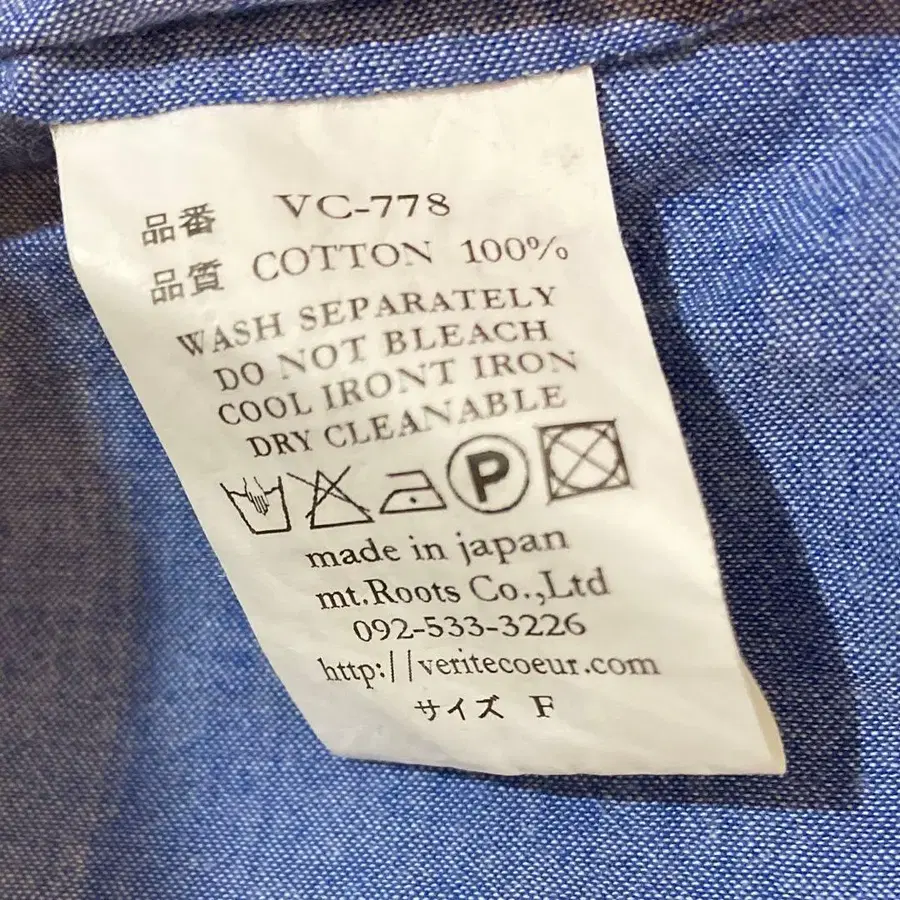 品番 VC-778
品質 COTTON 100%
WASH SEPARATELY
DO NOT BLEACH
COOL IRONT IRON
DRY CLEANABLE
P
made in japan
mt.Roots Co.,Ltd
092-533-3226
http://veritecoeur.com
サイズ F